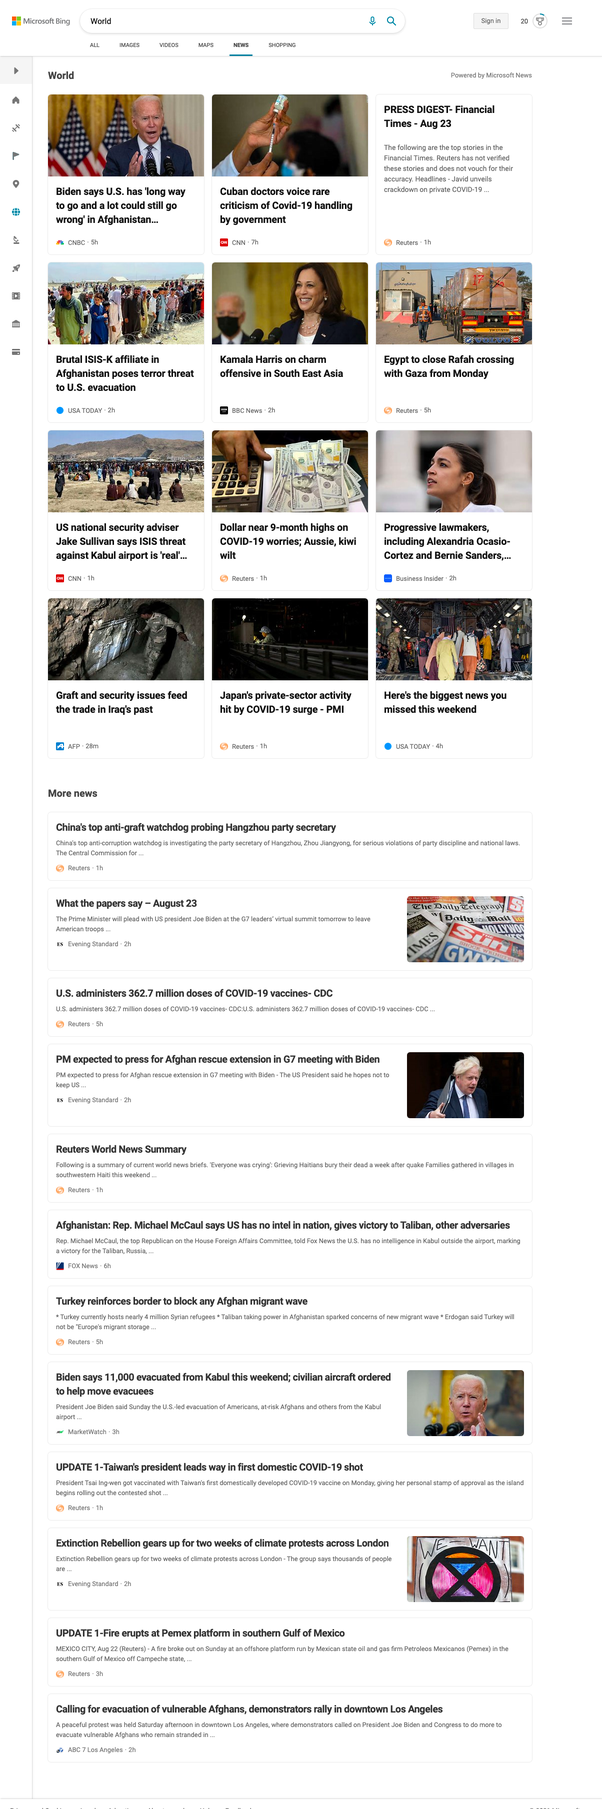 Microsoft Bing
World
Sign in
20
ALL
IMAGES
VIDEOS
MAPS
NEWS
SHOPPING
World
Powered by Microsoft News
Biden says U.S. has 'long way
to go and a lot could still go
wrong' in Afghanistan...
CNBC · 5h
Cuban doctors voice rare
criticism of Covid-19 handling
by government
CNN · 7h
PRESS DIGEST- Financial
Times - Aug 23
The following are the top stories in the
Financial Times. Reuters has not verified
these stories and does not vouch for their
accuracy. Headlines - Javid unveils
crackdown on private COVID-19 ...
Reuters · 1h
Brutal ISIS-K affiliate in
Afghanistan poses terror threat
to U.S. evacuation
USA TODAY · 2h
Kamala Harris on charm
offensive in South East Asia
BBC News · 2h
Egypt to close Rafah crossing
with Gaza from Monday
Reuters · 5h
US national security adviser
Jake Sullivan says ISIS threat
against Kabul airport is 'real'...
CNN · 1h
Dollar near 9-month highs on
COVID-19 worries; Aussie, kiwi
wilt
Reuters · 1h
Progressive lawmakers,
including Alexandria Ocasio-
Cortez and Bernie Sanders,...
Business Insider · 2h
Graft and security issues feed
the trade in Iraq's past
AFP · 28m
Japan's private-sector activity
hit by COVID-19 surge - PMI
Reuters · 1h
Here's the biggest news you
missed this weekend
USA TODAY · 4h
More news
China's top anti-graft watchdog probing Hangzhou party secretary
China's top anti-corruption watchdog is investigating the party secretary of Hangzhou, Zhou Jiangyong, for serious violations of party discipline and national laws.
The Central Commission for ...
Reuters · 1h
What the papers say – August 23
The Prime Minister will plead with US president Joe Biden at the G7 leaders' virtual summit tomorrow to leave
American troops ...
Evening Standard · 2h
The Daily Telegraph
Daily Mail
TIMES
Sun
U.S. administers 362.7 million doses of COVID-19 vaccines- CDC
U.S. administers 362.7 million doses of COVID-19 vaccines- CDC:U.S. administers 362.7 million doses of COVID-19 vaccines- CDC ...
Reuters · 5h
PM expected to press for Afghan rescue extension in G7 meeting with Biden
PM expected to press for Afghan rescue extension in G7 meeting with Biden - The US President said he hopes not to
keep US ...
Evening Standard · 2h
Reuters World News Summary
Following is a summary of current world news briefs. 'Everyone was crying': Grieving Haitians bury their dead a week after quake Families gathered in villages in
southwestern Haiti this weekend ...
Reuters · 1h
Afghanistan: Rep. Michael McCaul says US has no intel in nation, gives victory to Taliban, other adversaries
Rep. Michael McCaul, the top Republican on the House Foreign Affairs Committee, told Fox News the U.S. has no intelligence in Kabul outside the airport, marking
a victory for the Taliban, Russia, ...
FOX News · 6h
Turkey reinforces border to block any Afghan migrant wave
* Turkey currently hosts nearly 4 million Syrian refugees * Taliban taking power in Afghanistan sparked concerns of new migrant wave * Erdogan said Turkey will
not be "Europe's migrant storage ...
Reuters · 5h
Biden says 11,000 evacuated from Kabul this weekend; civilian aircraft ordered
to help move evacuees
President Joe Biden said Sunday the U.S.-led evacuation of Americans, at-risk Afghans and others from the Kabul
airport ...
MarketWatch · 3h
UPDATE 1-Taiwan's president leads way in first domestic COVID-19 shot
President Tsai Ing-wen got vaccinated with Taiwan's first domestically developed COVID-19 vaccine on Monday, giving her personal stamp of approval as the island
begins rolling out the contested shot ...
Reuters · 1h
Extinction Rebellion gears up for two weeks of climate protests across London
Extinction Rebellion gears up for two weeks of climate protests across London - The group says thousands of people
are ...
Evening Standard · 2h
WE WANT
UPDATE 1-Fire erupts at Pemex platform in southern Gulf of Mexico
MEXICO CITY, Aug 22 (Reuters) - A fire broke out on Sunday at an offshore platform run by Mexican state oil and gas firm Petroleos Mexicanos (Pemex) in the
southern Gulf of Mexico off Campeche state, ...
Reuters · 3h
Calling for evacuation of vulnerable Afghans, demonstrators rally in downtown Los Angeles
A peaceful protest was held Saturday afternoon in downtown Los Angeles, where demonstrators called on President Joe Biden and Congress to do more to
evacuate vulnerable Afghans who remain stranded in ...
ABC 7 Los Angeles · 2h